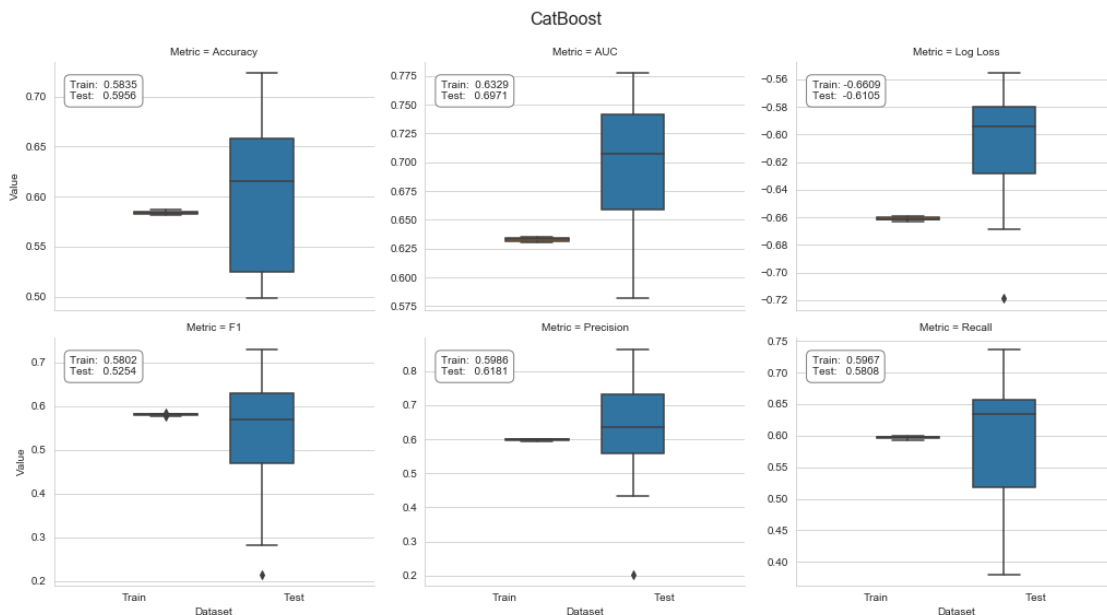 CatBoost
Metric = Accuracy
Value
0.70
0.65
0.60
0.55
0.50
Train: 0.5835
Test: 0.5956
Metric = AUC
0.775
0.750
0.725
0.700
0.675
0.650
0.625
0.600
0.575
Train: 0.6329
Test: 0.6971
Metric = Log Loss
−0.56
−0.58
−0.60
−0.62
−0.64
−0.66
−0.68
−0.70
−0.72
Train: -0.6609
Test: -0.6105
Metric = F1
Value
0.7
0.6
0.5
0.4
0.3
0.2
Train: 0.5802
Test: 0.5254
Train
Test
Dataset
Metric = Precision
0.8
0.7
0.6
0.5
0.4
0.3
0.2
Train: 0.5986
Test: 0.6181
Train
Test
Dataset
Metric = Recall
0.75
0.70
0.65
0.60
0.55
0.50
0.45
0.40
Train: 0.5967
Test: 0.5808
Train
Test
Dataset